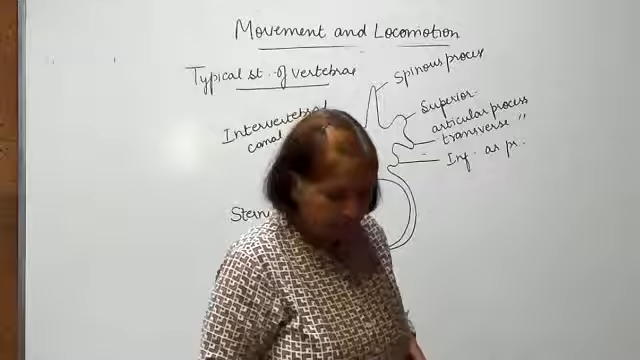 Movement and Locomotion
Typical st. of vertebrae
Spinous process
Superior
articular process
transverse "
Inf. ar pr.
Intervertebral
canal
Stern